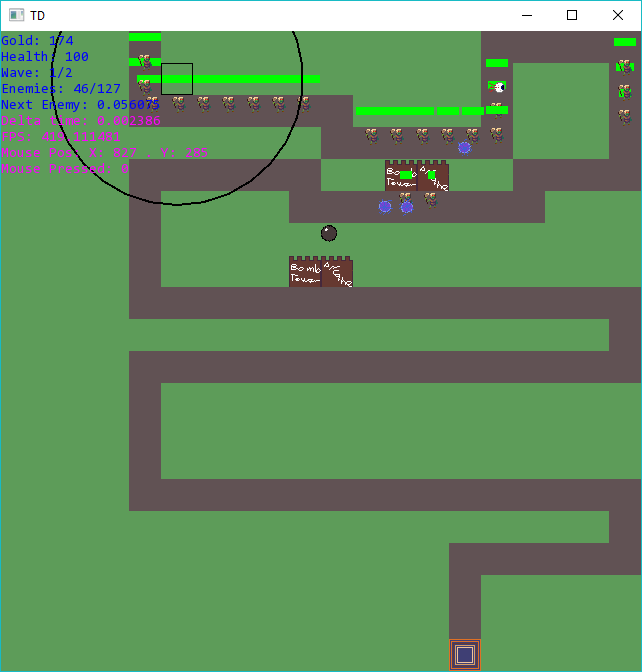 TD
Gold: 174
Health: 100
Wave: 1/2
Enemies: 46/127
Next Enemy: 0.056075
Delta time: 0.002386
FPS: 419.111481
Mouse Pos: X: 827 . Y: 285
Mouse Pressed: 0
Bomb
Tower
Bomb
Tower